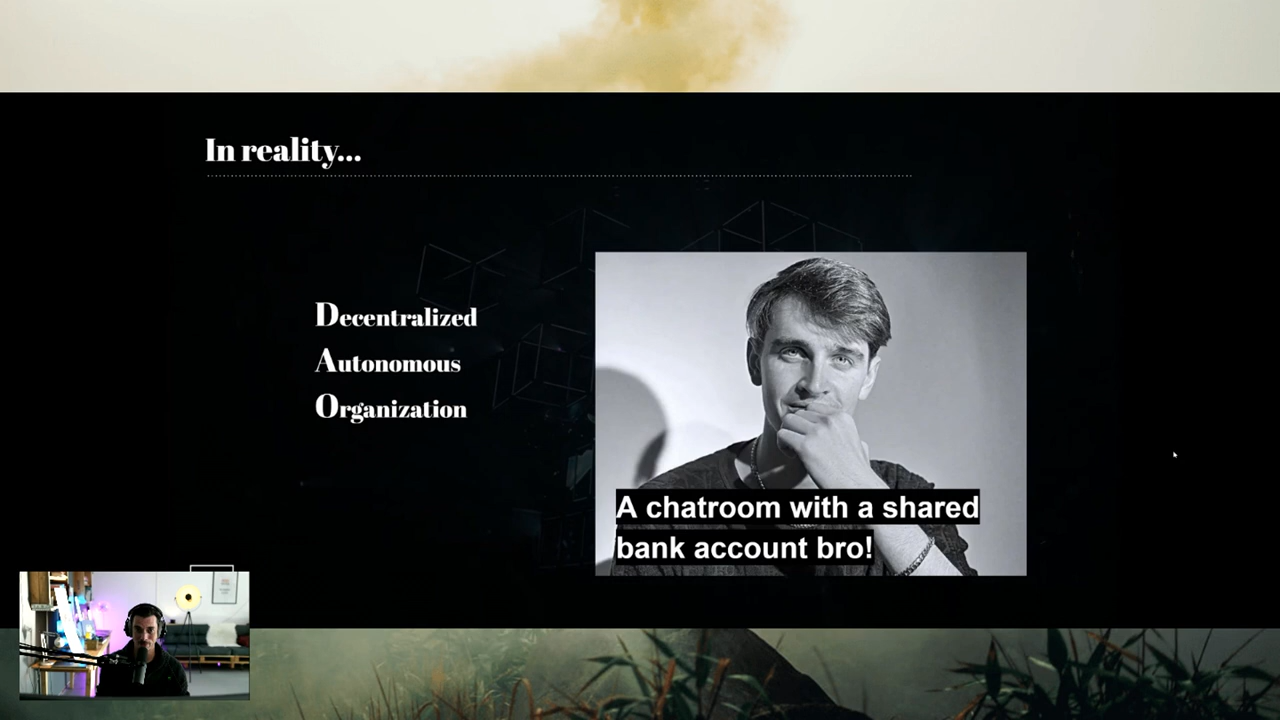 In reality...
Decentralized
Autonomous
Organization
A chatroom with a shared
bank account bro!